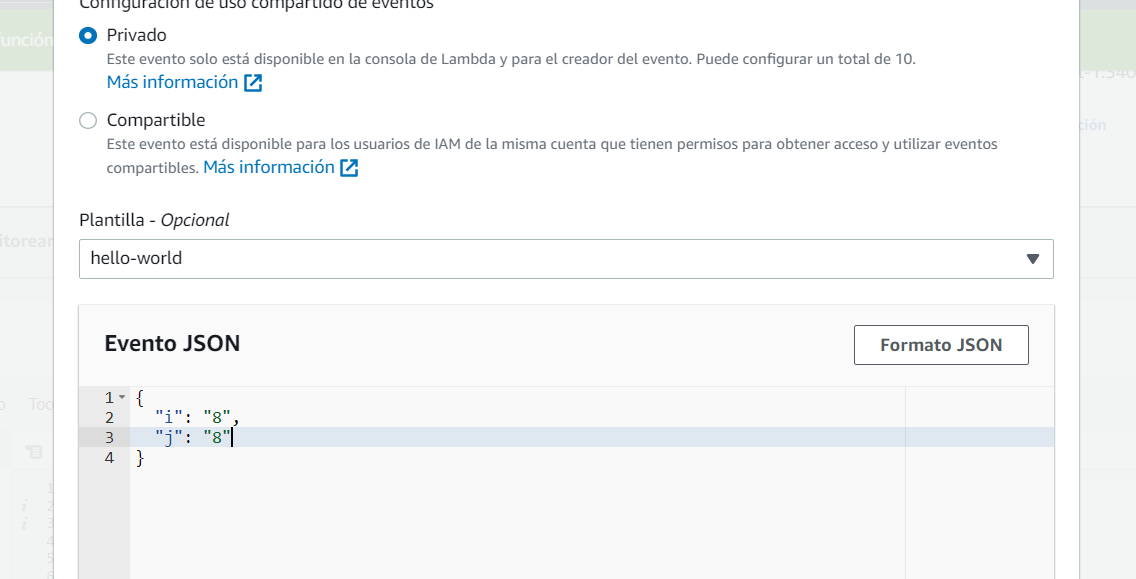 Configuración de uso compartido de eventos
Privado
Este evento solo está disponible en la consola de Lambda y para el creador del evento. Puede configurar un total de 10.
Más información
Compartible
Este evento está disponible para los usuarios de IAM de la misma cuenta que tienen permisos para obtener acceso y utilizar eventos
compartibles. Más información
Plantilla - Opcional
hello-world
Evento JSON
Formato JSON
1 {
2 "i": "8",
3 "j": "8"
4 }